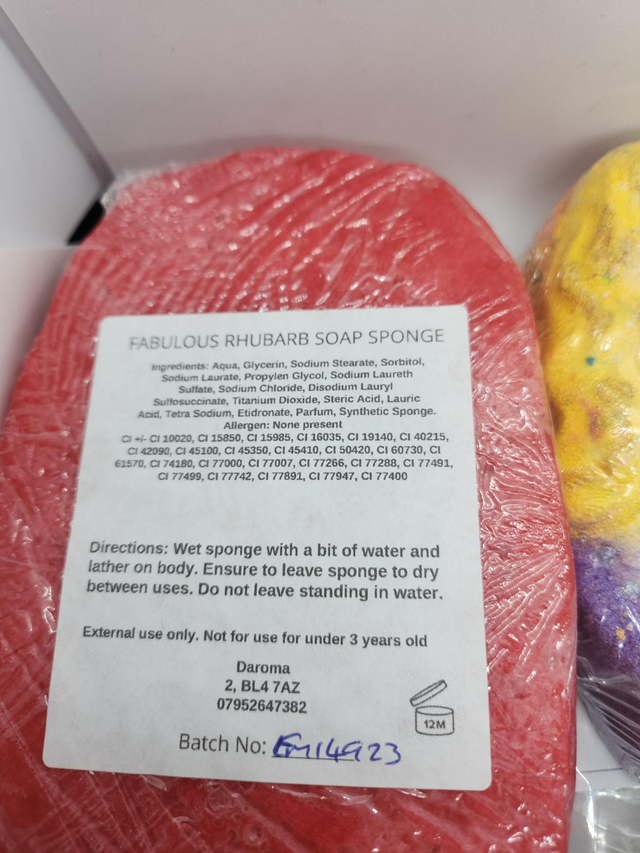 FABULOUS RHUBARB SOAP SPONGE
Ingredients: Aqua, Glycerin, Sodium Stearate, Sorbitol,
Sodium Laurate, Propylen Glycol, Sodium Laureth
Sulfate, Sodium Chloride, Disodium Lauryl
Sulfosuccinate, Titanium Dioxide, Steric Acid, Lauric
Acid, Tetra Sodium, Etidronate, Parfum, Synthetic Sponge.
Allergen: None present
CI +/- CI 10020, CI 15850, CI 15985, CI 16035, CI 19140, CI 40215,
CI 42090, CI 45100, CI 45350, CI 45410, CI 50420, CI 60730, CI
61570, CI 74180, CI 77000, CI 77007, CI 77266, CI 77288, CI 77491,
CI 77499, CI 77742, CI 77891, CI 77947, CI 77400
Directions: Wet sponge with a bit of water and
lather on body. Ensure to leave sponge to dry
between uses. Do not leave standing in water.
External use only. Not for use for under 3 years old
Daroma
2, BL4 7AZ
07952647382
12M
Batch No: